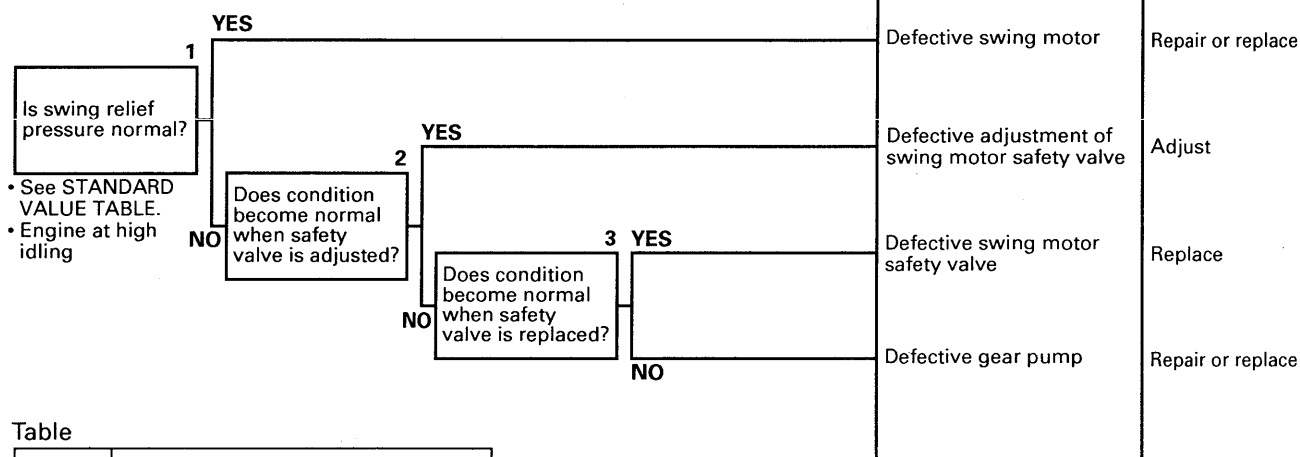 YES
Defective swing motor
Repair or replace
1
Is swing relief
pressure normal?
• See STANDARD
VALUE TABLE.
• Engine at high
idling
NO
YES
Defective adjustment of
swing motor safety valve
Adjust
2
Does condition
become normal
when safety
valve is adjusted?
NO
3
YES
Defective swing motor
safety valve
Replace
Does condition
become normal
when safety
valve is replaced?
NO
Defective gear pump
Repair or replace
Table